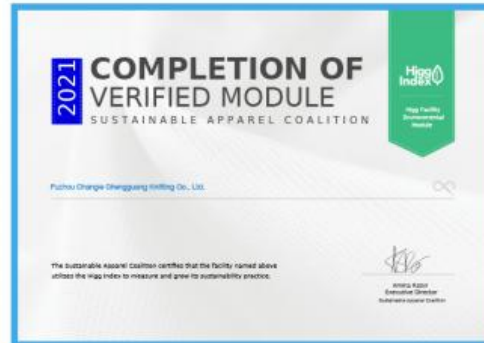 2021
COMPLETION OF
VERIFIED MODULE
SUSTAINABLE APPAREL COALITION
Higg
Index
Higg Facility
Environmental
Module
Fuzhou Changle Shengguang Knitting Co., Ltd.
The Sustainable Apparel Coalition certifies that the facility named above
utilizes the Higg Index to measure and grow its sustainability practice.
Amina Razvi
Executive Director
Sustainable Apparel Coalition